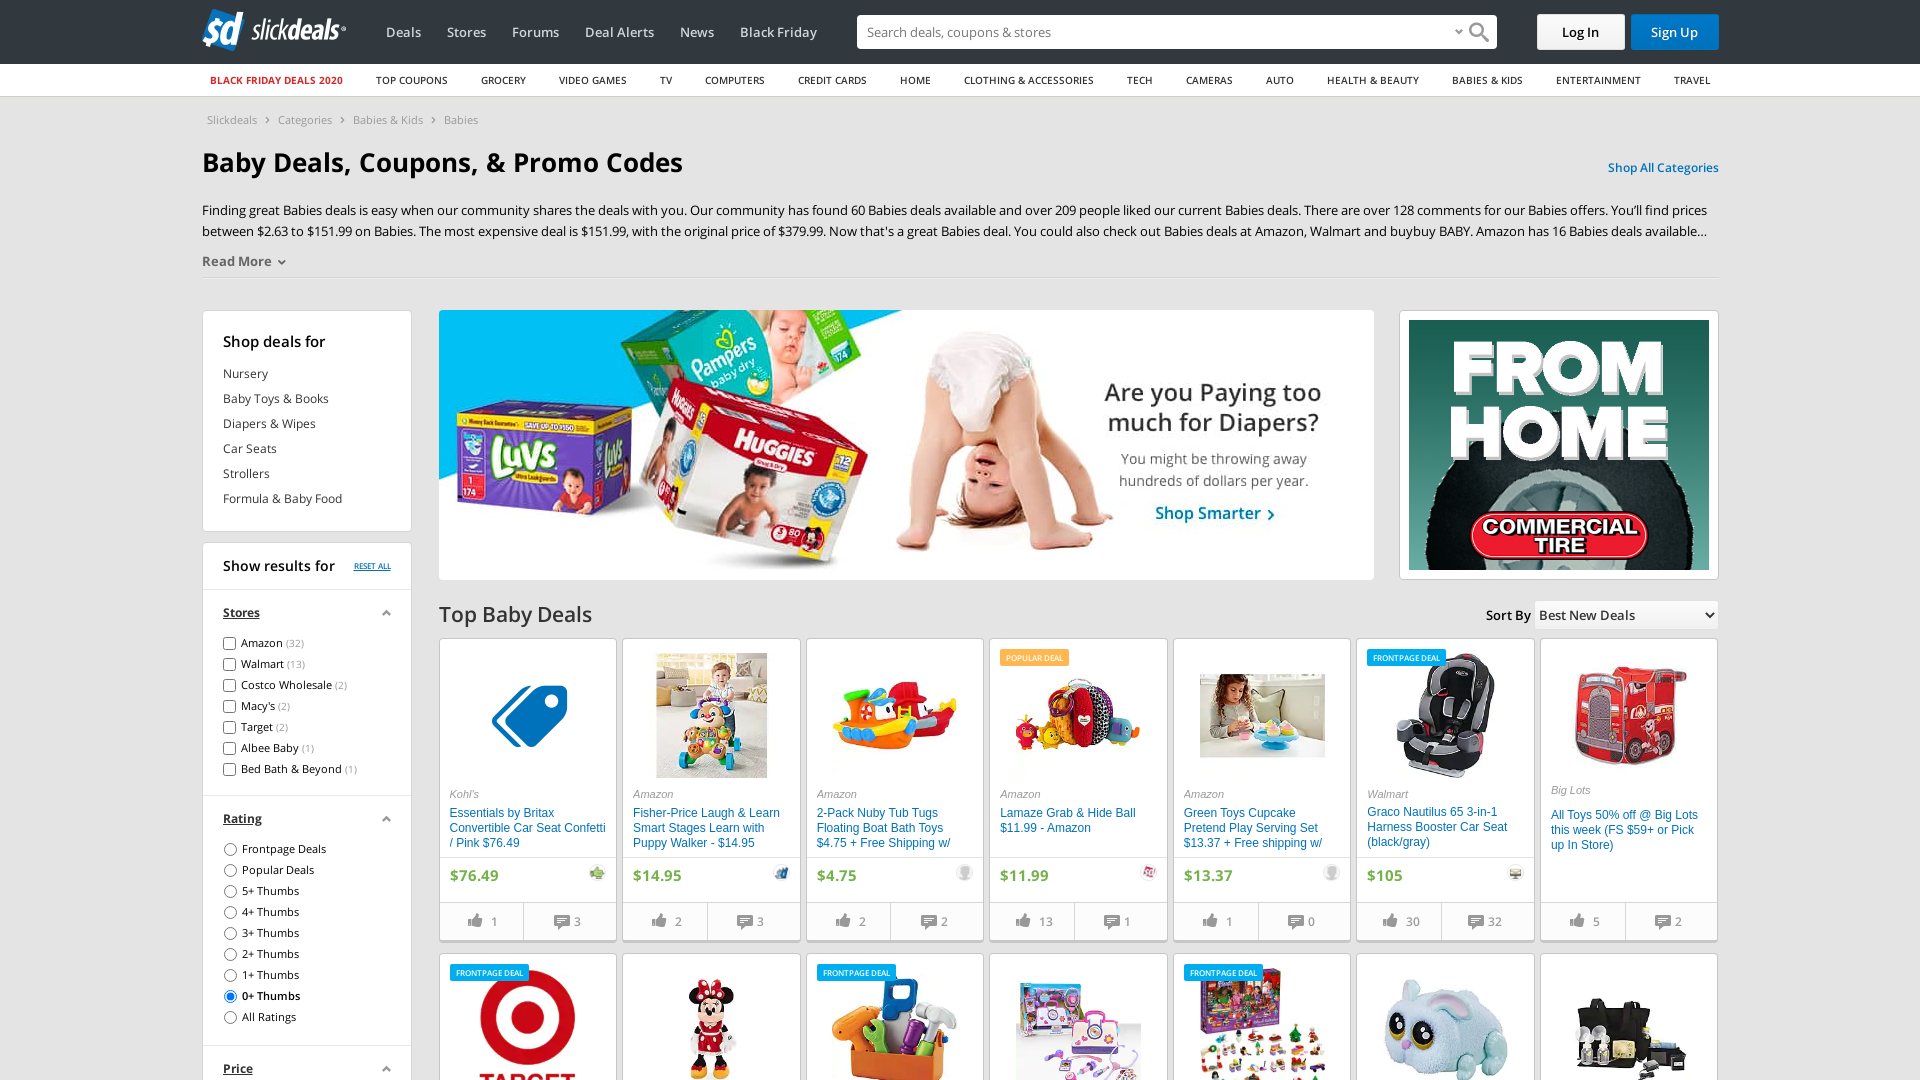 slickdeals
Deals
Stores
Forums
Deal Alerts
News
Black Friday
Search deals, coupons & stores
Log In
Sign Up
BLACK FRIDAY DEALS 2020
TOP COUPONS
GROCERY
VIDEO GAMES
TV
COMPUTERS
CREDIT CARDS
HOME
CLOTHING & ACCESSORIES
TECH
CAMERAS
AUTO
HEALTH & BEAUTY
BABIES & KIDS
ENTERTAINMENT
TRAVEL
Slickdeals > Categories > Babies & Kids > Babies
Baby Deals, Coupons, & Promo Codes
Shop All Categories
Finding great Babies deals is easy when our community shares the deals with you. Our community has found 60 Babies deals available and over 209 people liked our current Babies deals. There are over 128 comments for our Babies offers. You’ll find prices
between $2.63 to $151.99 on Babies. The most expensive deal is $151.99, with the original price of $379.99. Now that's a great Babies deal. You could also check out Babies deals at Amazon, Walmart and buybuy BABY. Amazon has 16 Babies deals available...
Read More
Shop deals for
Nursery
Baby Toys & Books
Diapers & Wipes
Car Seats
Strollers
Formula & Baby Food
Show results for
RESET ALL
Stores
Amazon (32)
Walmart (13)
Costco Wholesale (2)
Macy's (2)
Target (2)
Albee Baby (1)
Bed Bath & Beyond (1)
Rating
Frontpage Deals
Popular Deals
5+ Thumbs
4+ Thumbs
3+ Thumbs
2+ Thumbs
1+ Thumbs
0+ Thumbs
All Ratings
Price
Pampers
baby dry
174
Luvs
Ultra Leakguards
1
174
HUGGIES
HUGGIES
Snug & Dry
12
3
80
Are you Paying too
much for Diapers?
You might be throwing away
hundreds of dollars per year.
Shop Smarter >
FROM
HOME
COMMERCIAL
TIRE
Top Baby Deals
Sort By
Best New Deals
Kohl's
Essentials by Britax
Convertible Car Seat Confetti
/ Pink $76.49
$76.49
1
3
Amazon
Fisher-Price Laugh & Learn
Smart Stages Learn with
Puppy Walker - $14.95
$14.95
2
3
Amazon
2-Pack Nuby Tub Tugs
Floating Boat Bath Toys
$4.75 + Free Shipping w/
$4.75
2
2
POPULAR DEAL
Amazon
Lamaze Grab & Hide Ball
$11.99 - Amazon
$11.99
13
1
Amazon
Green Toys Cupcake
Pretend Play Serving Set
$13.37 + Free shipping w/
$13.37
1
0
FRONTPAGE DEAL
Walmart
Graco Nautilus 65 3-in-1
Harness Booster Car Seat
(black/gray)
$105
30
32
Big Lots
All Toys 50% off @ Big Lots
this week (FS $59+ or Pick
up In Store)
5
2
FRONTPAGE DEAL
TARGET
FRONTPAGE DEAL
FRONTPAGE DEAL